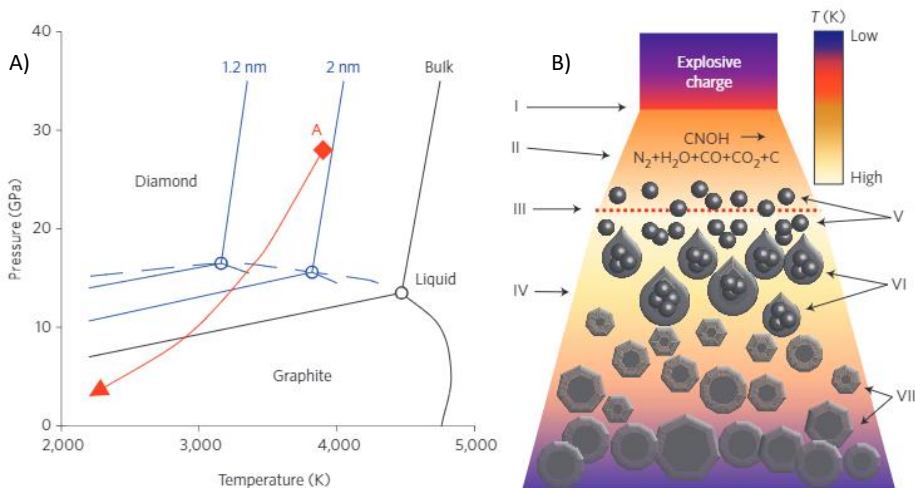 A)
40
30
20
10
0
Pressure (GPa)
1.2 nm
2 nm
Bulk
A
Diamond
Liquid
Graphite
2,000
3,000
4,000
5,000
Temperature (K)
B)
Explosive
charge
T (K)
Low
High
I
II
CNOH →
N₂+H₂O+CO+CO₂+C
III
IV
V
VI
VII